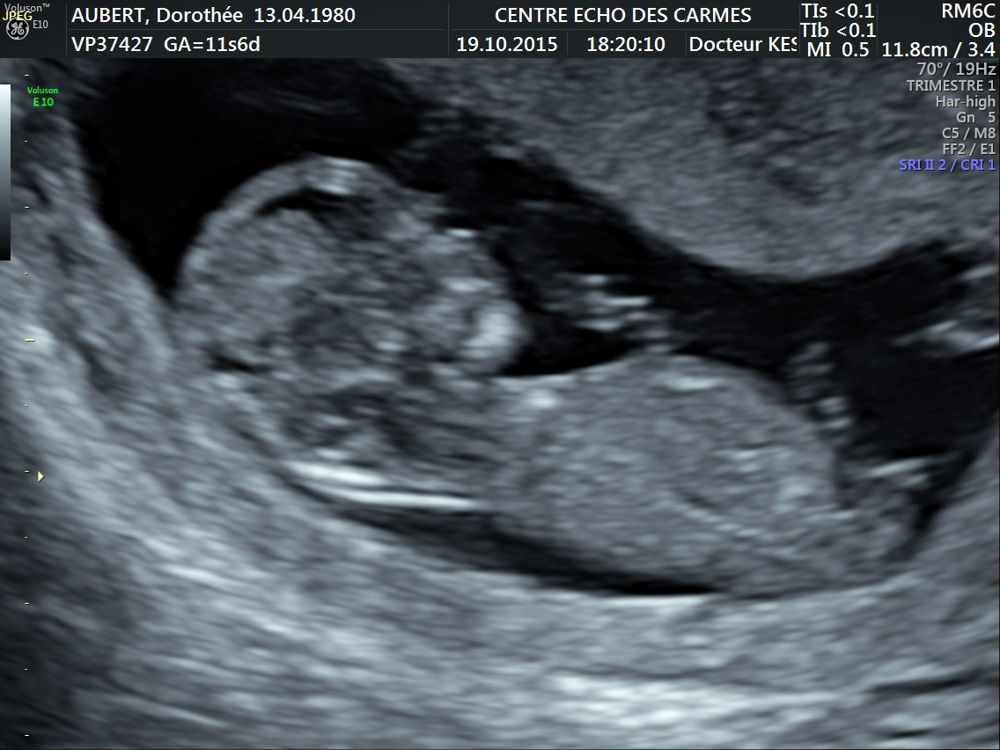 Voluson™
JPEG
E10
AUBERT, Dorothée 13.04.1980
VP37427 GA=11s6d
CENTRE ECHO DES CARMES
19.10.2015 18:20:10 Docteur KES
TIs <0.1
TIb <0.1
MI 0.5
RM6C
OB
11.8cm / 3.4
70°/ 19Hz
TRIMESTRE 1
Har-high
Gn 5
C5 / M8
FF2 / E1
SRI II 2 / CRI 1
Voluson
E10